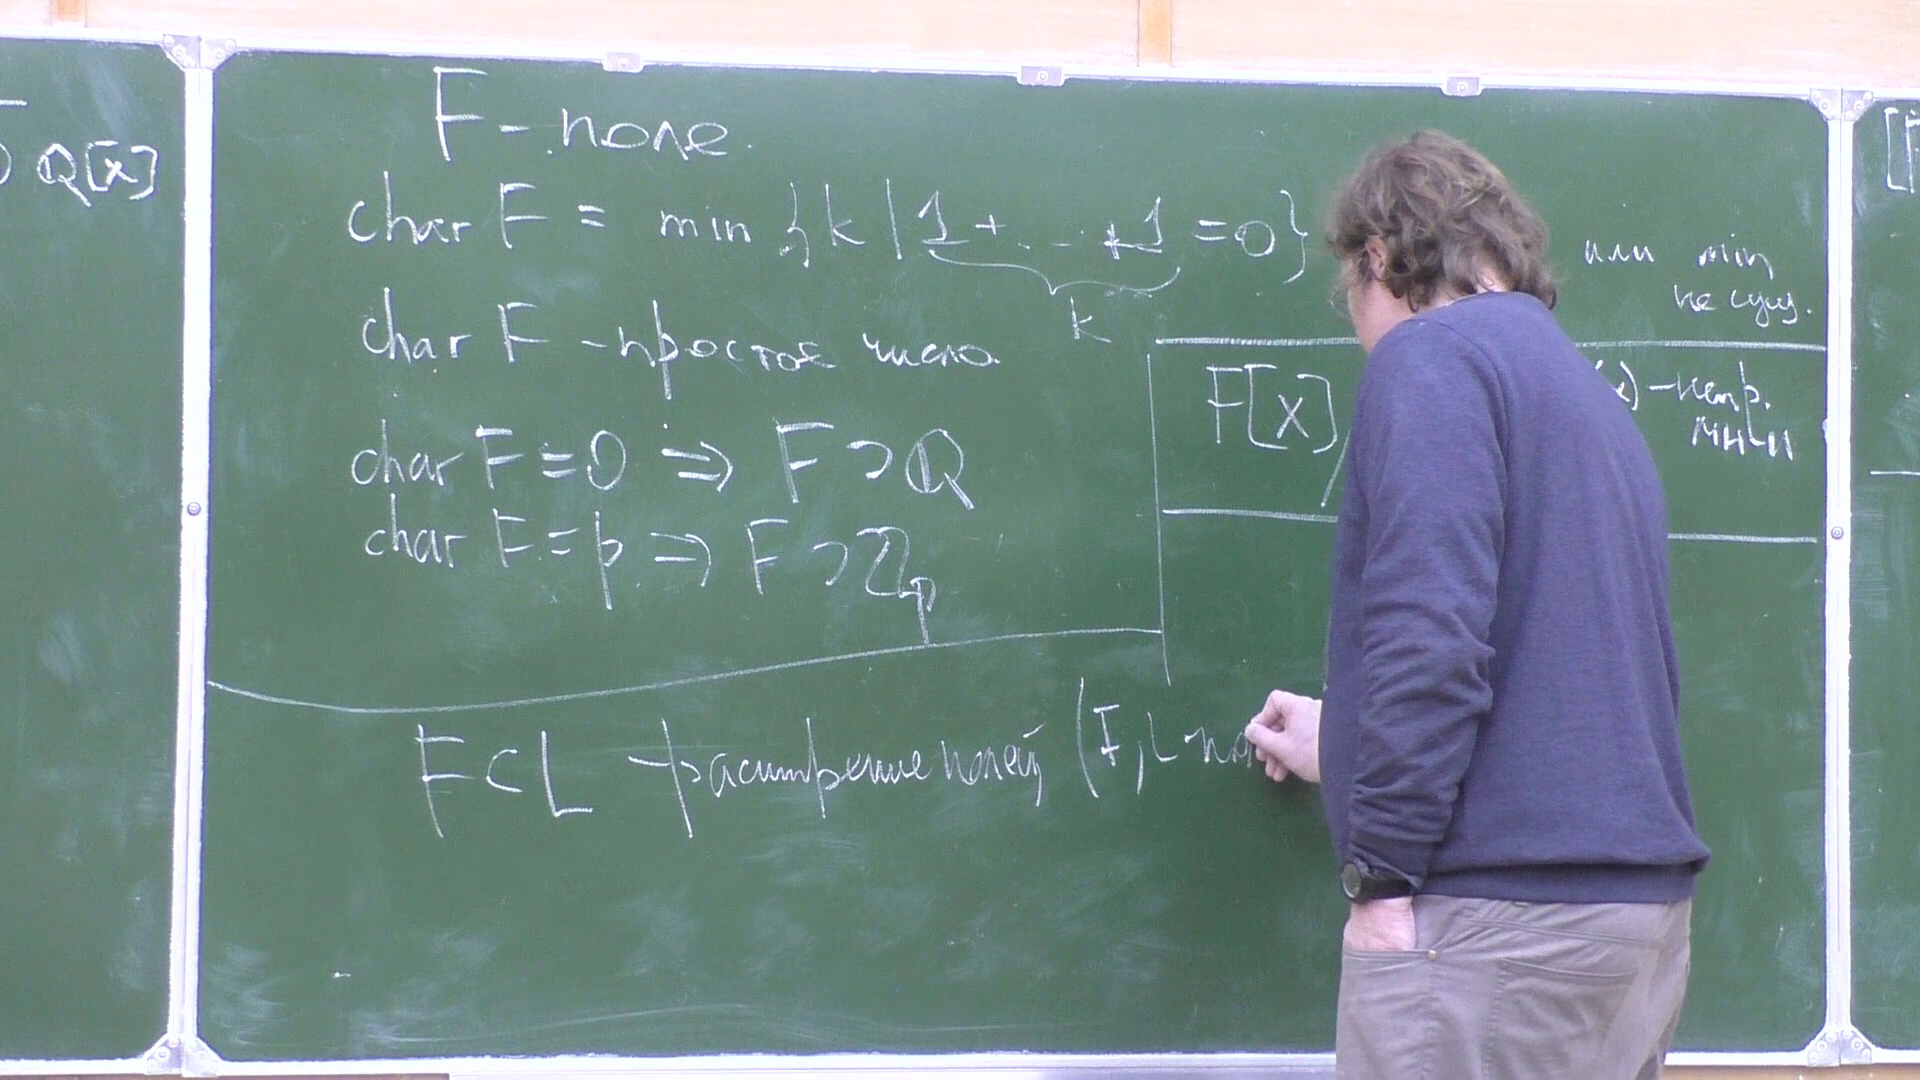 Q[x]
F - поле.
char F = min {k | 1 + ... + 1 = 0}
k
или min
не сущ.
char F - простое число.
char F = 0 ⇒ F ⊃ Q
char F = p ⇒ F ⊃ Z_p
F[x]/
(x) - непр.
мн-н
F ⊂ L - расширение полей (F, L - по